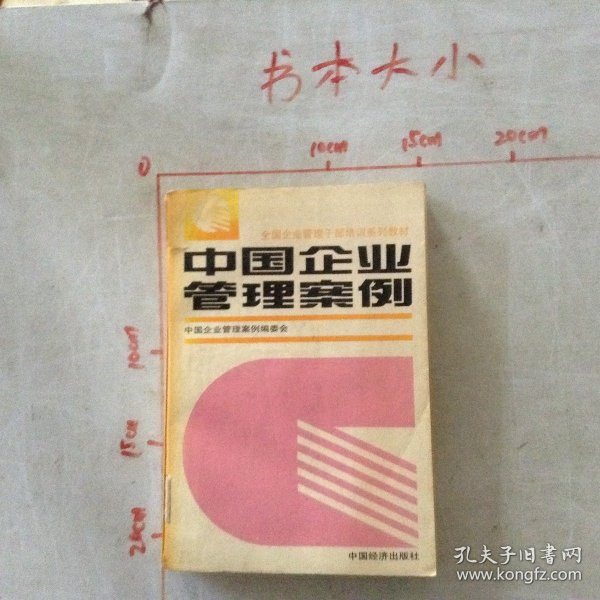 书本大小
0
10cm
15cm
20cm
全国企业管理干部培训系列教材
中国企业
管理案例
中国企业管理案例编委会
10cm
15cm
20cm
中国经济出版社
孔夫子旧书网
www.kongfz.com